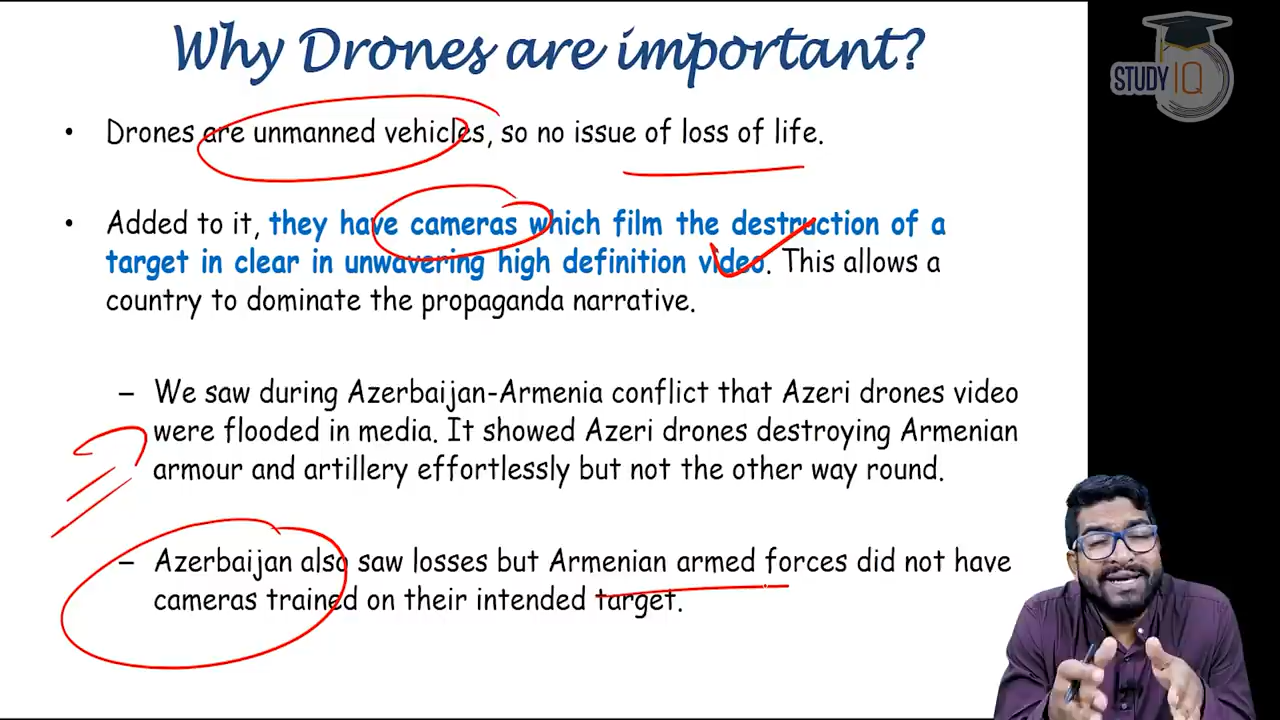 Why Drones are important?
STUDY IQ
• Drones are unmanned vehicles, so no issue of loss of life.
• Added to it, they have cameras which film the destruction of a
target in clear in unwavering high definition video. This allows a
country to dominate the propaganda narrative.
– We saw during Azerbaijan-Armenia conflict that Azeri drones video
were flooded in media. It showed Azeri drones destroying Armenian
armour and artillery effortlessly but not the other way round.
– Azerbaijan also saw losses but Armenian armed forces did not have
cameras trained on their intended target.